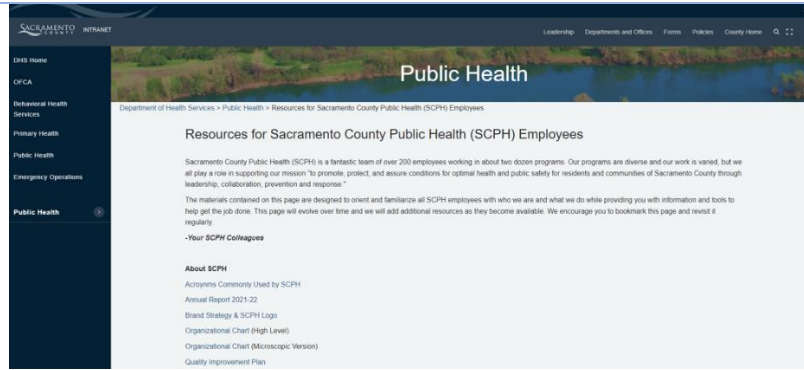 SACRAMENTO
COUNTY
INTRANET
Leadership Departments and Offices Forms Policies County Home
DHS Home
OFCA
Behavioral Health
Services
Primary Health
Public Health
Emergency Operations
Public Health
Public Health
Department of Health Services > Public Health > Resources for Sacramento County Public Health (SCPH) Employees
Resources for Sacramento County Public Health (SCPH) Employees
Sacramento County Public Health (SCPH) is a fantastic team of over 200 employees working in about two dozen programs. Our programs are diverse and our work is varied, but we
all play a role in supporting our mission "to promote, protect, and assure conditions for optimal health and public safety for residents and communities of Sacramento County through
leadership, collaboration, prevention and response."
The materials contained on this page are designed to orient and familiarize all SCPH employees with who we are and what we do while providing you with information and tools to
help get the job done. This page will evolve over time and we will add additional resources as they become available. We encourage you to bookmark this page and revisit it
regularly.
-Your SCPH Colleagues
About SCPH
Acroynms Commonly Used by SCPH
Annual Report 2021-22
Brand Strategy & SCPH Logo
Organizational Chart (High Level)
Organizational Chart (Microscopic Version)
Quality Improvement Plan